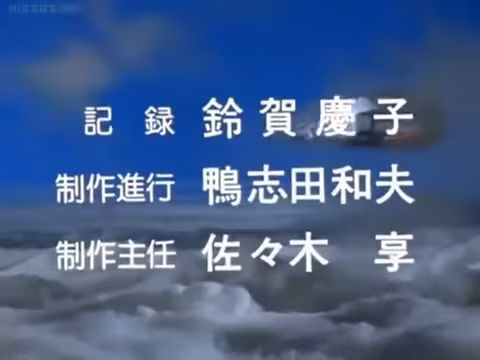 記　録　鈴賀慶子
制作進行　鴨志田和夫
制作主任　佐々木　享